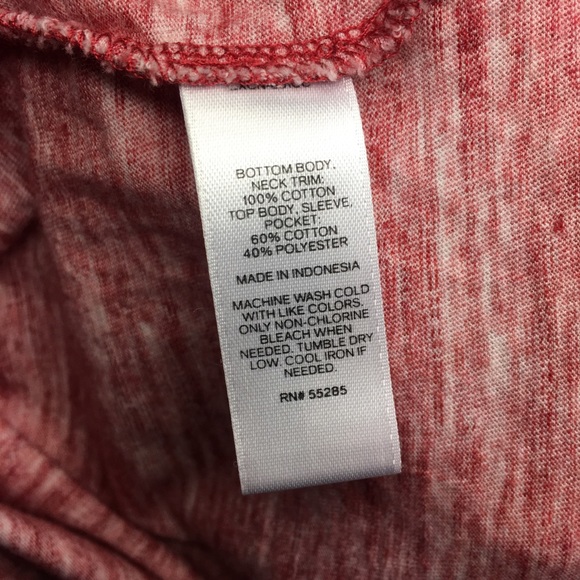 BOTTOM BODY,
NECK TRIM:
100% COTTON
TOP BODY, SLEEVE,
POCKET:
60% COTTON
40% POLYESTER
MADE IN INDONESIA
MACHINE WASH COLD
WITH LIKE COLORS.
ONLY NON-CHLORINE
BLEACH WHEN
NEEDED. TUMBLE DRY
LOW. COOL IRON IF
NEEDED.
RN# 55285